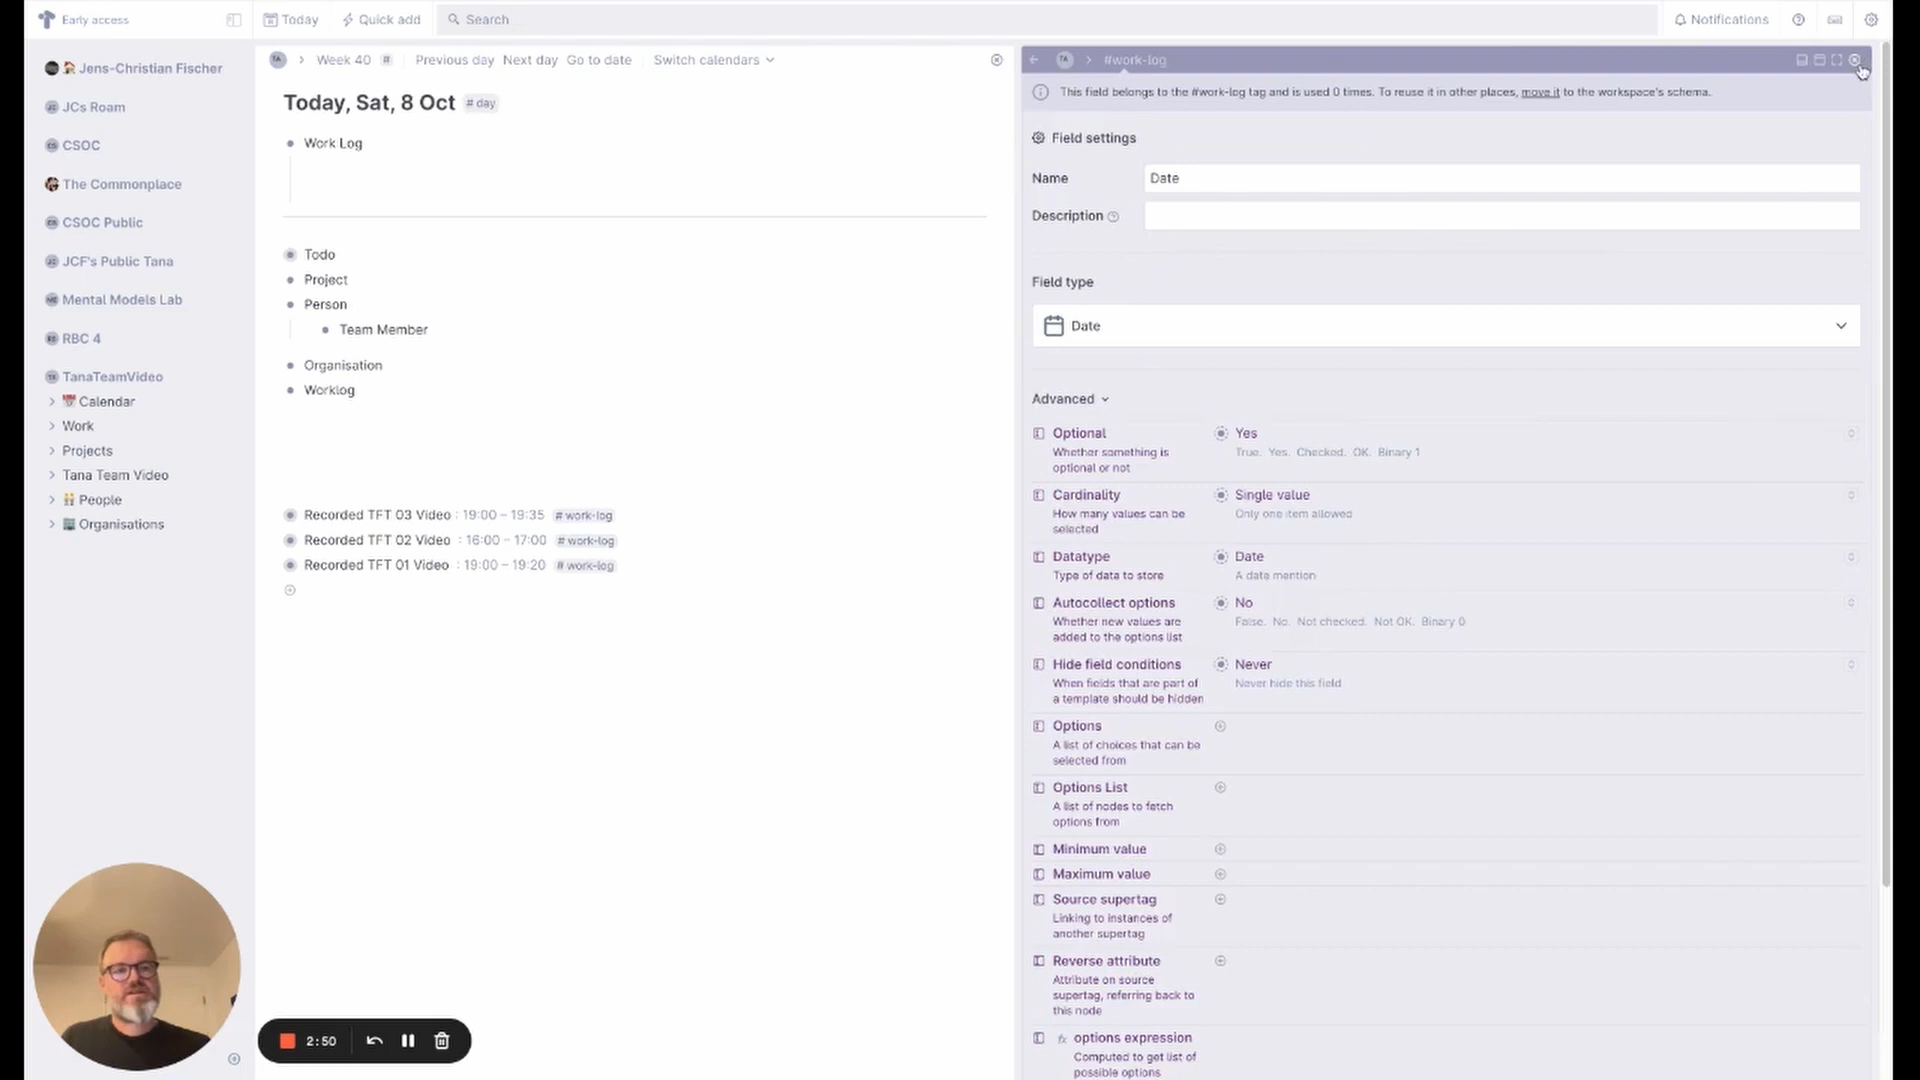 Early access
Today
Quick add
Search
Notifications
🏠 Jens-Christian Fischer
JCs Roam
CSOC
The Commonplace
CSOC Public
JCF's Public Tana
Mental Models Lab
RBC 4
TanaTeamVideo
📅 Calendar
Work
Projects
Tana Team Video
👫 People
🏢 Organisations
TA > Week 40 # Previous day Next day Go to date Switch calendars
Today, Sat, 8 Oct # day
Work Log
Todo
Project
Person
Team Member
Organisation
Worklog
Recorded TFT 03 Video : 19:00 – 19:35 # work-log
Recorded TFT 02 Video : 16:00 – 17:00 # work-log
Recorded TFT 01 Video : 19:00 – 19:20 # work-log
2:50
TA > #work-log
This field belongs to the #work-log tag and is used 0 times. To reuse it in other places, move it to the workspace's schema.
Field settings
Name Date
Description
Field type
Date
Advanced
Optional Yes
Whether something is True. Yes. Checked. OK. Binary 1
optional or not
Cardinality Single value
How many values can be Only one item allowed
selected
Datatype Date
Type of data to store A date mention
Autocollect options No
Whether new values are False. No. Not checked. Not OK. Binary 0
added to the options list
Hide field conditions Never
When fields that are part of Never hide this field
a template should be hidden
Options
A list of choices that can be
selected from
Options List
A list of nodes to fetch
options from
Minimum value
Maximum value
Source supertag
Linking to instances of
another supertag
Reverse attribute
Attribute on source
supertag, referring back to
this node
fx options expression
Computed to get list of
possible options